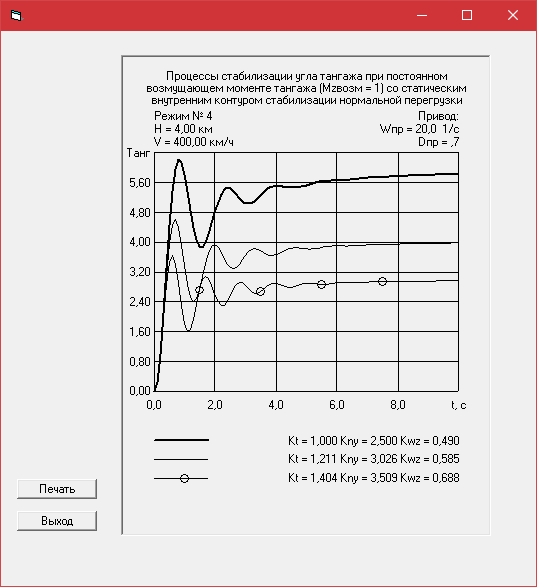 Процессы стабилизации угла тангажа при постоянном
возмущающем моменте тангажа (Mzвозм = 1) со статическим
внутренним контуром стабилизации нормальной перегрузки
Режим № 4 Привод:
H = 4,00 км Wпр = 20,0 1/с
V = 400,00 км/ч Dпр = ,7
Танг
5,60
4,80
4,00
3,20
2,40
1,60
0,80
0,00
0,0 2,0 4,0 6,0 8,0 t, с
Kt = 1,000 Kny = 2,500 Kwz = 0,490
Kt = 1,211 Kny = 3,026 Kwz = 0,585
Kt = 1,404 Kny = 3,509 Kwz = 0,688
Печать
Выход